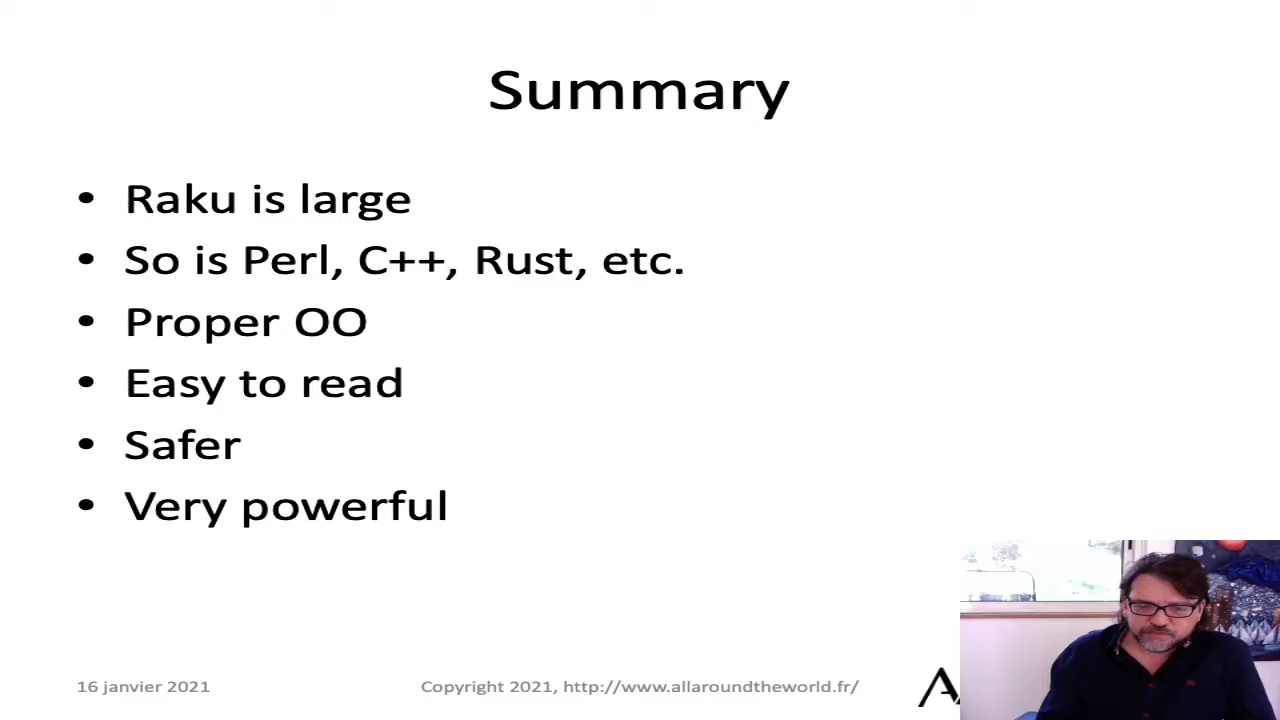 Summary
• Raku is large
• So is Perl, C++, Rust, etc.
• Proper OO
• Easy to read
• Safer
• Very powerful
16 janvier 2021
Copyright 2021, http://www.allaroundtheworld.fr/